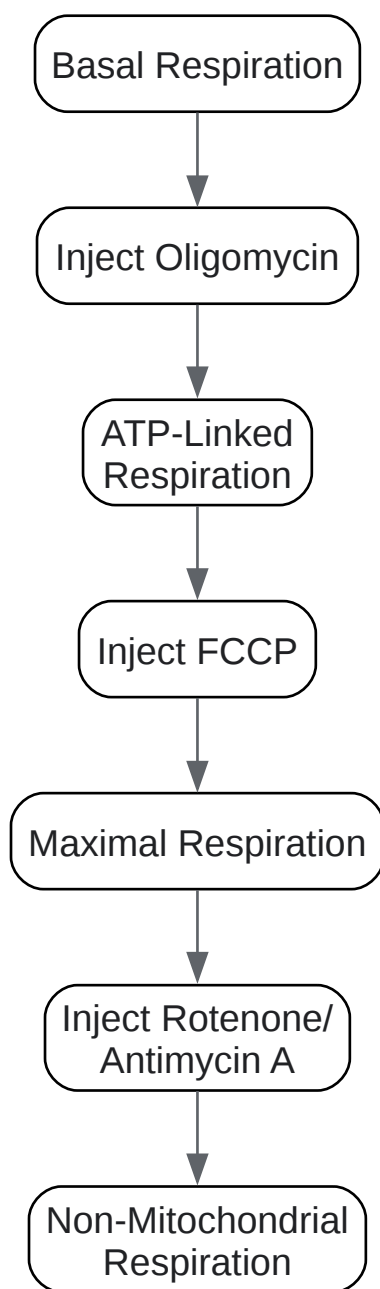 Basal Respiration
Inject Oligomycin
ATP-Linked
Respiration
Inject FCCP
Maximal Respiration
Inject Rotenone/
Antimycin A
Non-Mitochondrial
Respiration